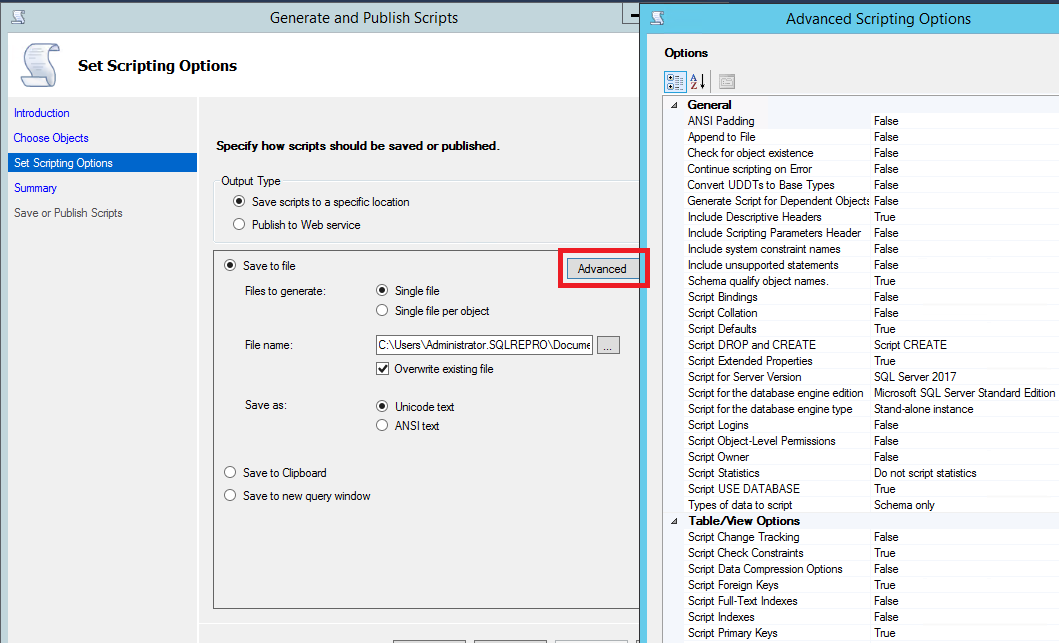 Generate and Publish Scripts
Set Scripting Options
Introduction
Choose Objects
Set Scripting Options
Summary
Save or Publish Scripts
Specify how scripts should be saved or published.
Output Type
Save scripts to a specific location
Publish to Web service
Save to file
Advanced
Files to generate:
Single file
Single file per object
File name:
C:\Users\Administrator.SQLREPRO\Docume
...
Overwrite existing file
Save as:
Unicode text
ANSI text
Save to Clipboard
Save to new query window
Advanced Scripting Options
Options
General
ANSI Padding False
Append to File False
Check for object existence False
Continue scripting on Error False
Convert UDDTs to Base Types False
Generate Script for Dependent Objects False
Include Descriptive Headers True
Include Scripting Parameters Header False
Include system constraint names False
Include unsupported statements False
Schema qualify object names. True
Script Bindings False
Script Collation False
Script Defaults True
Script DROP and CREATE Script CREATE
Script Extended Properties True
Script for Server Version SQL Server 2017
Script for the database engine edition Microsoft SQL Server Standard Edition
Script for the database engine type Stand-alone instance
Script Logins False
Script Object-Level Permissions False
Script Owner False
Script Statistics Do not script statistics
Script USE DATABASE True
Types of data to script Schema only
Table/View Options
Script Change Tracking False
Script Check Constraints True
Script Data Compression Options False
Script Foreign Keys True
Script Full-Text Indexes False
Script Indexes False
Script Primary Keys True